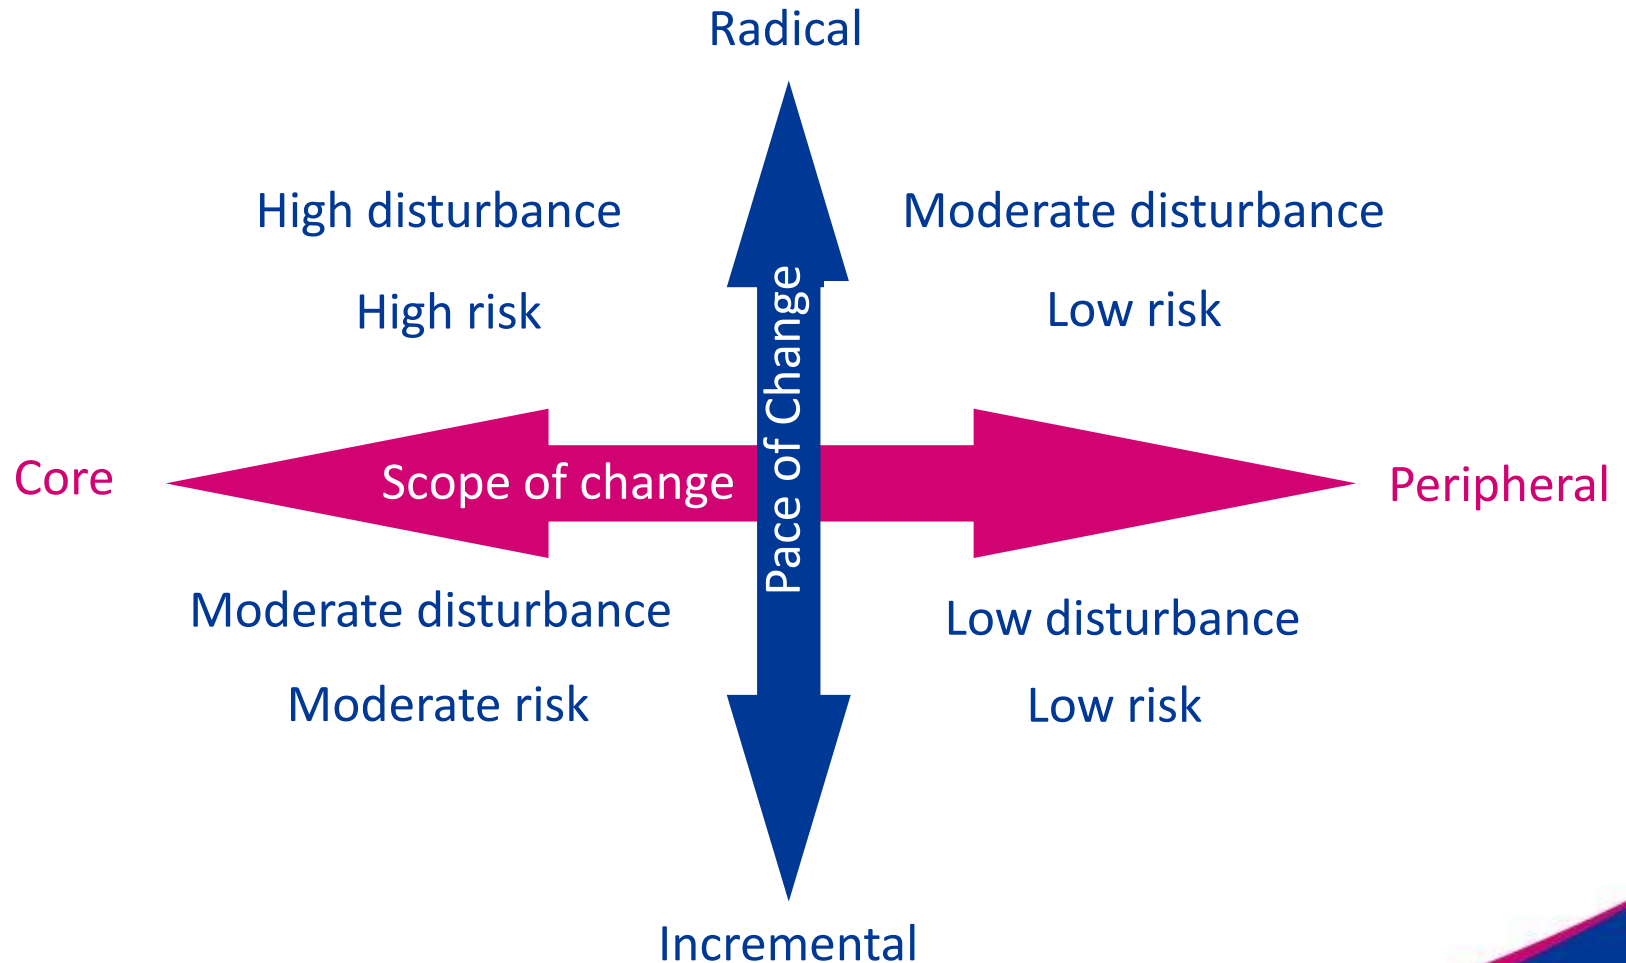 Radical
High disturbance
Moderate disturbance
High risk
Low risk
Pace of Change
Core
Scope of change
Peripheral
Moderate disturbance
Low disturbance
Moderate risk
Low risk
Incremental